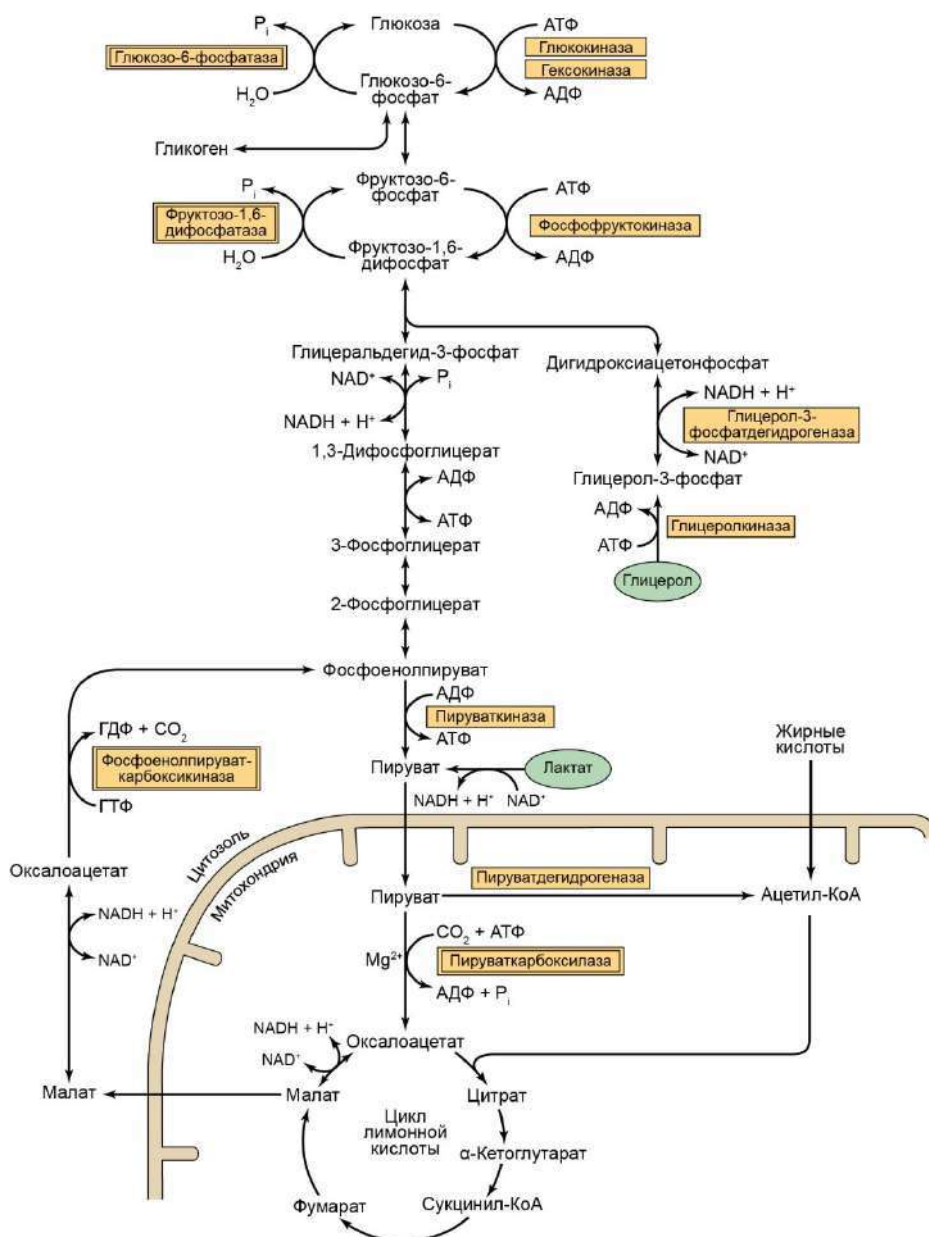 P
i
Глюкоза
АТФ
Глюкозо-6-фосфатаза
Глюкокиназа
Гексокиназа
H2O
Глюкозо-6-
фосфат
АДФ
Гликоген
Pi
Фруктозо-6-
фосфат
АТФ
Фруктозо-1,6-
дифосфатаза
Фосфофруктокиназа
H2O
Фруктозо-1,6-
дифосфат
АДФ
Глицеральдегид-3-фосфат
Дигидроксиацетонфосфат
NAD+
Pi
NADH + H+
NADH + H+
Глицерол-3-
фосфатдегидрогеназа
1,3-Дифосфоглицерат
NAD+
АДФ
Глицерол-3-фосфат
АТФ
АДФ
3-Фосфоглицерат
АТФ
Глицеролкиназа
Глицерол
2-Фосфоглицерат
Фосфоенолпируват
АДФ
ГДФ + CO2
Пируваткиназа
Фосфоенолпируват-
карбоксикиназа
АТФ
Жирные
кислоты
Пируват
Лактат
ГТФ
NADH + H+
NAD+
Цитозоль
Митохондрия
Оксалоацетат
Пируватдегидрогеназа
Пируват
Ацетил-КоА
NADH + H+
CO2 + АТФ
NAD+
Mg2+
Пируваткарбоксилаза
АДФ + Pi
NADH + H+
Оксалоацетат
NAD+
Малат
Малат
Цитрат
Цикл
лимонной
кислоты
α-Кетоглутарат
Фумарат
Сукцинил-КоА